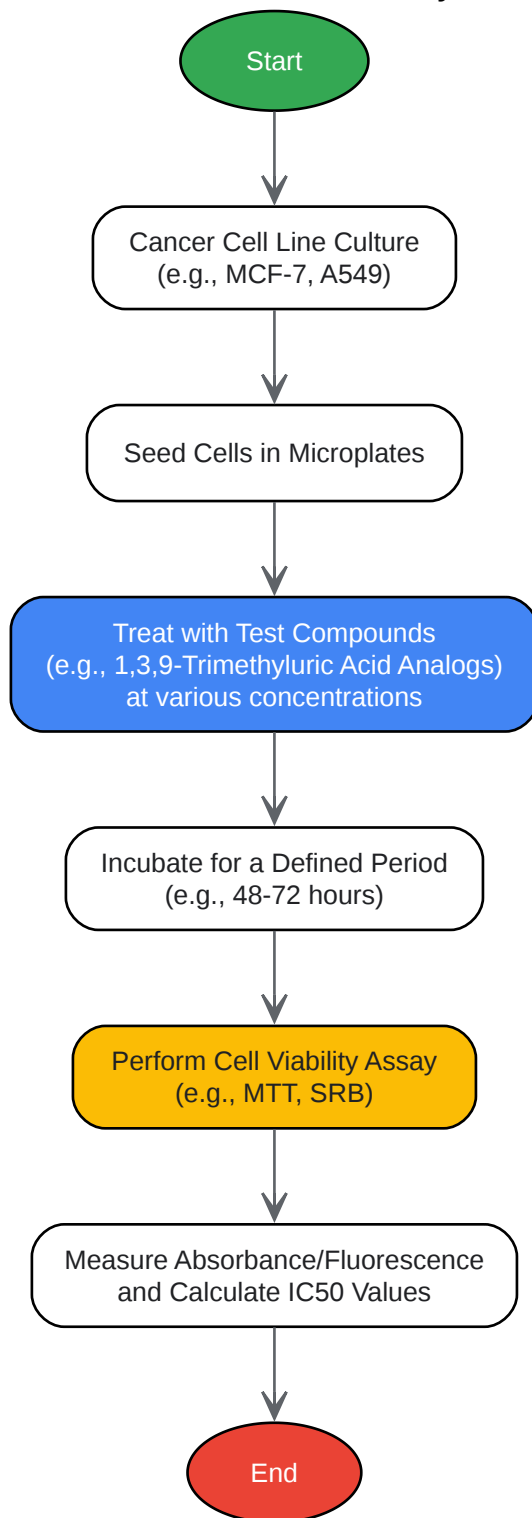 Start
Cancer Cell Line Culture
(e.g., MCF-7, A549)
Seed Cells in Microplates
Treat with Test Compounds
(e.g., 1,3,9-Trimethyluric Acid Analogs)
at various concentrations
Incubate for a Defined Period
(e.g., 48-72 hours)
Perform Cell Viability Assay
(e.g., MTT, SRB)
Measure Absorbance/Fluorescence
and Calculate IC50 Values
End